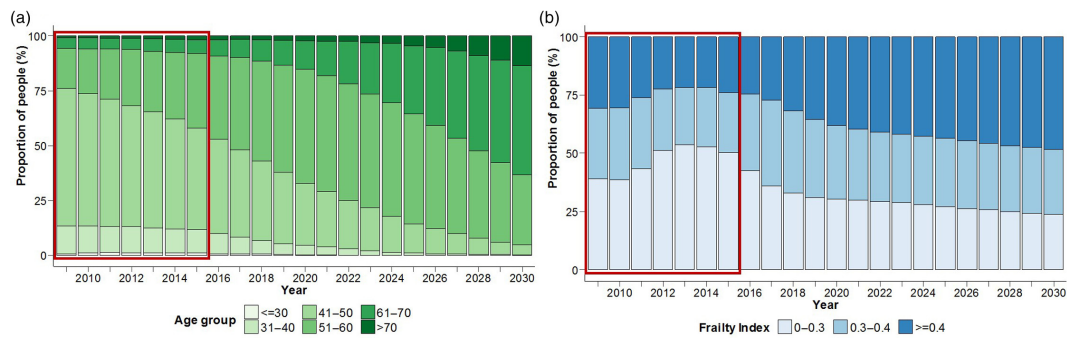 (a)
Proportion of people (%)
100
75
50
25
0
2010 2012 2014 2016 2018 2020 2022 2024 2026 2028 2030
Year
Age group
<=30 41−50 61−70
31−40 51−60 >70
(b)
Proportion of people (%)
100
75
50
25
0
2010 2012 2014 2016 2018 2020 2022 2024 2026 2028 2030
Year
Frailty Index 0−0.3 0.3−0.4 >=0.4